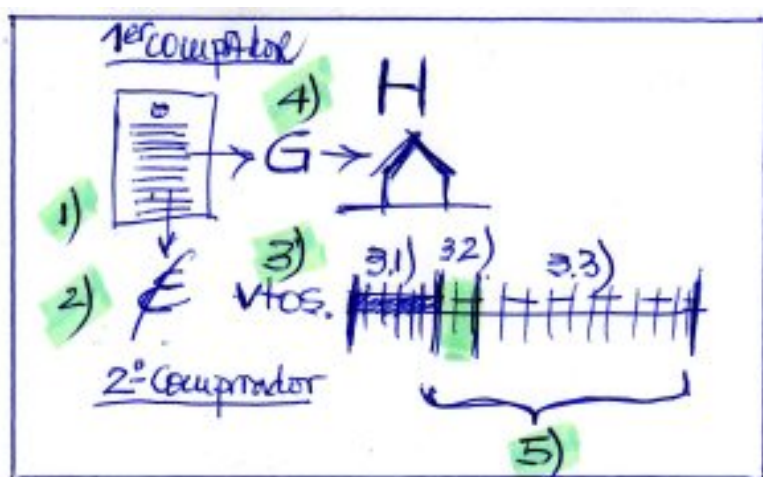 1er COMPRADOR
4) H
G
1)
3) 3.1) 3.2) 3.3)
2) € Vtos.
2º Comprador
5)